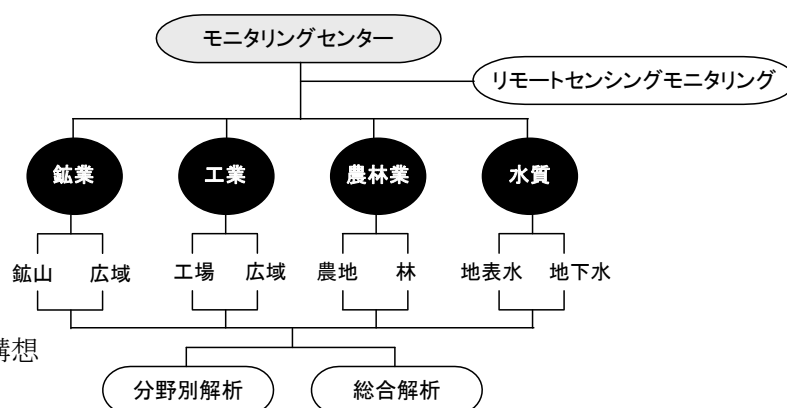 モニタリングセンター
リモートセンシングモニタリング
鉱業 工業 農林業 水質
鉱山 広域 工場 広域 農地 林 地表水 地下水
構想
分野別解析 総合解析